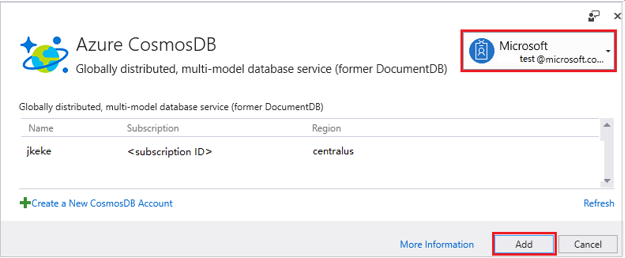 Azure CosmosDB
Globally distributed, multi-model database service (former DocumentDB)
Microsoft
test @microsoft.co...
Globally distributed, multi-model database service (former DocumentDB)
Name Subscription Region
jkeke <subscription ID> centralus
Create a New CosmosDB Account Refresh
More Information Add Cancel